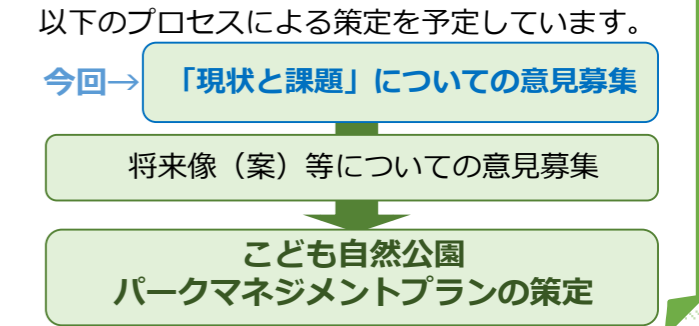 以下のプロセスによる策定を予定しています。
今回→ 「現状と課題」についての意見募集
将来像（案）等についての意見募集
こども自然公園
パークマネジメントプランの策定